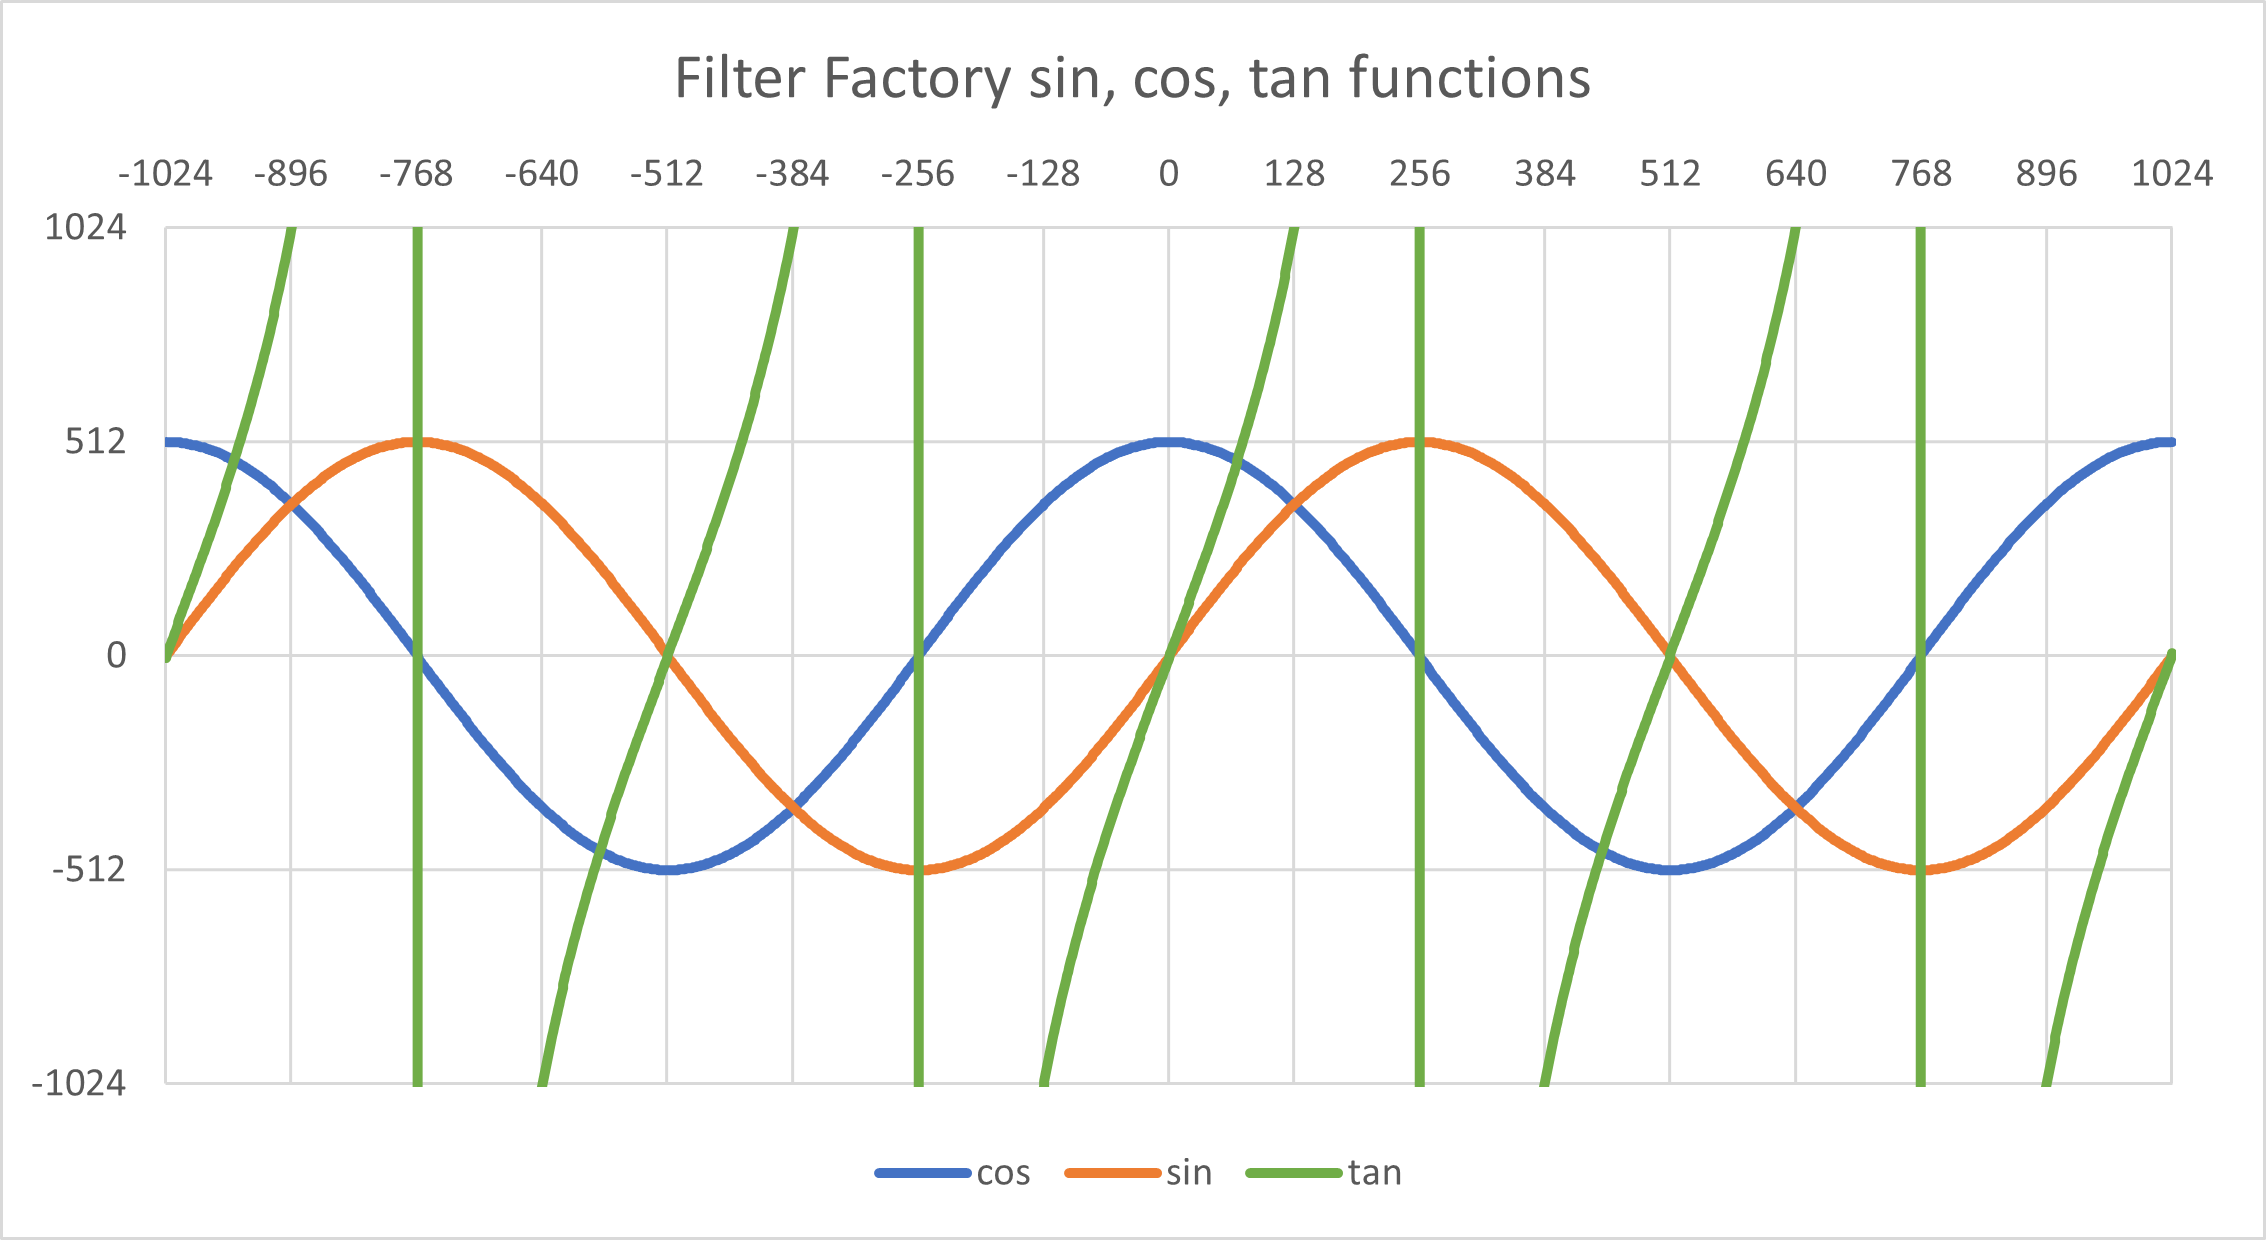 Filter Factory sin, cos, tan functions
-1024 -896 -768 -640 -512 -384 -256 -128 0 128 256 384 512 640 768 896 1024
1024
512
0
-512
-1024
cos sin tan